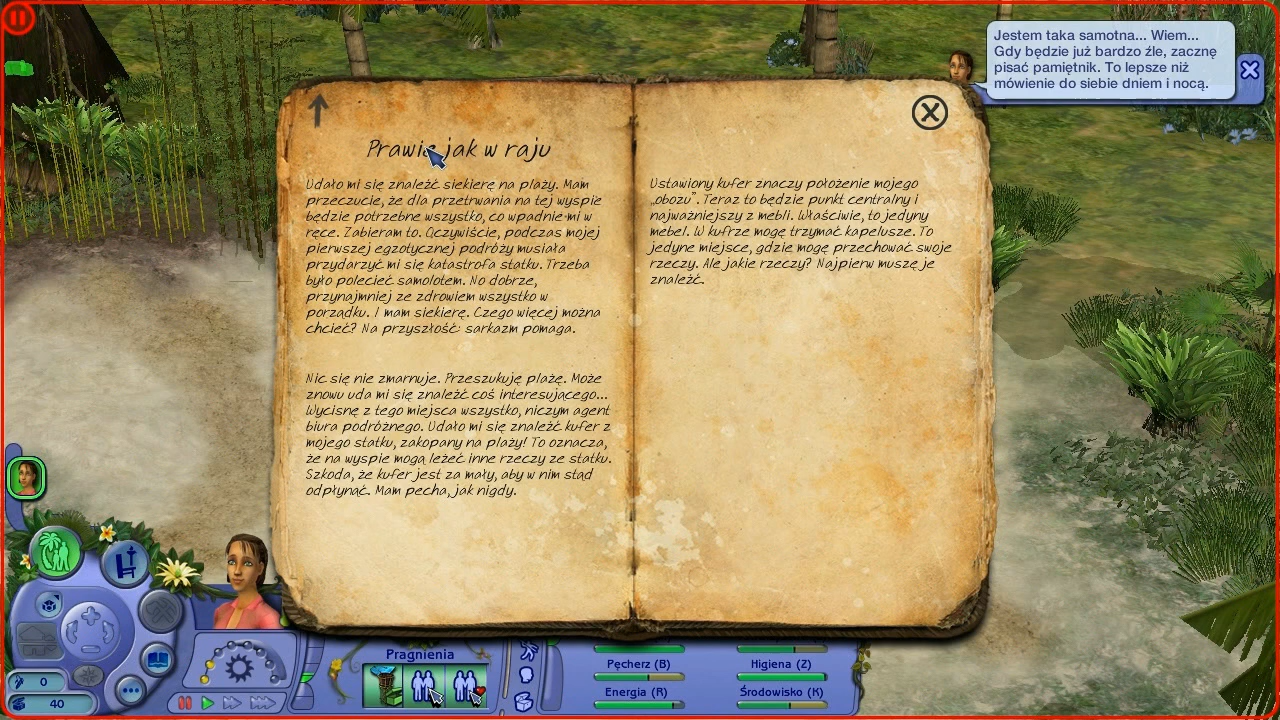 Jestem taka samotna... Wiem...
Gdy będzie już bardzo źle, zacznę
pisać pamiętnik. To lepsze niż
mówienie do siebie dniem i nocą.
Prawie jak w raju
Udało mi się znaleźć siekierę na plaży. Mam
przeczucie, że dla przetrwania na tej wyspie
będzie potrzebne wszystko, co wpadnie mi w
ręce. Zabieram to. Oczywiście, podczas mojej
pierwszej egzotycznej podróży musiała
przydarzyć mi się katastrofa statku. Trzeba
było polecieć samolotem. No dobrze,
przynajmniej ze zdrowiem wszystko w
porządku. I mam siekierę. Czego więcej można
chcieć? Na przyszłość: sarkazm pomaga.
Nic się nie zmarnuje. Przeszukuję plażę. Może
znowu uda mi się znaleźć coś interesującego...
Wycisnę z tego miejsca wszystko, niczym agent
biura podróżnego. Udało mi się znaleźć kufer z
mojego statku, zakopany na plaży! To oznacza,
że na wyspie mogą leżeć inne rzeczy ze statku.
Szkoda, że kufer jest za mały, aby w nim stąd
odpłynąć. Mam pecha, jak nigdy.
Ustawiony kufer znaczy położenie mojego
„obozu”. Teraz to będzie punkt centralny i
najważniejszy z mebli. Właściwie, to jedyny
mebel. W kufrze mogę trzymać kapelusze. To
jedyne miejsce, gdzie mogę przechować swoje
rzeczy. Ale jakie rzeczy? Najpierw muszę je
znaleźć.
Pragnienia
Pęcherz (B)
Higiena (Z)
Energia (R)
Środowisko (K)
0
40